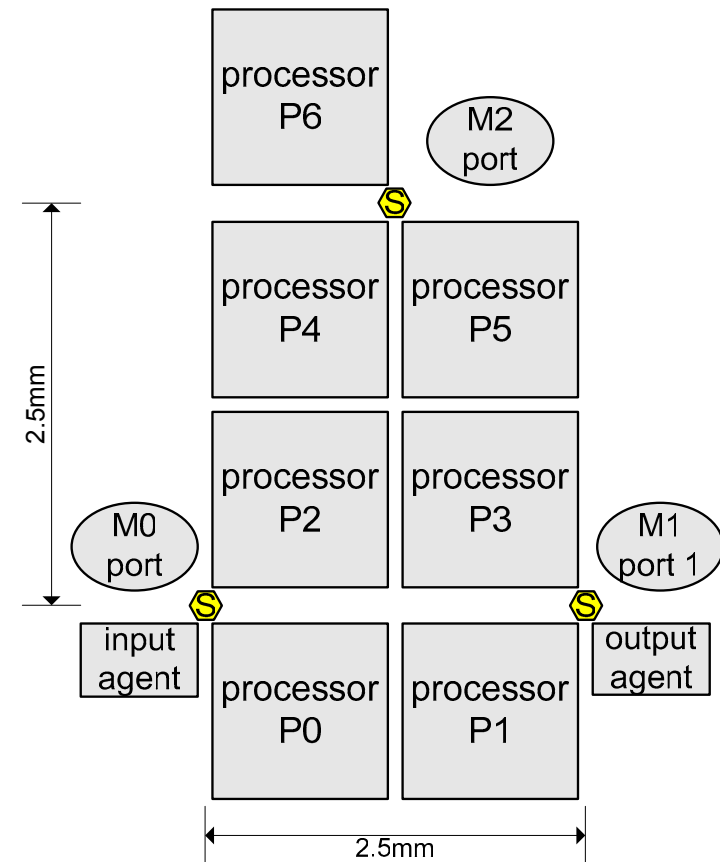 processor
P6
M2
port
S
processor
P4
processor
P5
2.5mm
processor
P2
processor
P3
M0
port
M1
port 1
S
S
input
agent
processor
P0
processor
P1
output
agent
2.5mm